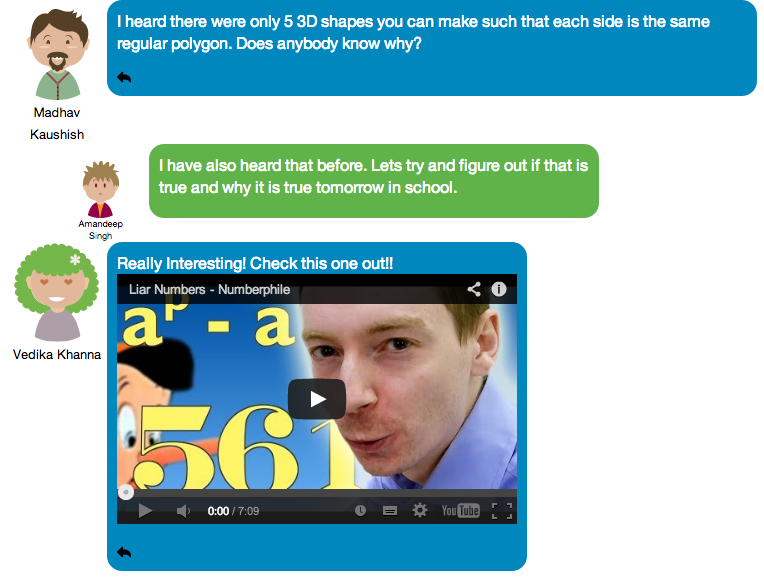 I heard there were only 5 3D shapes you can make such that each side is the same
regular polygon. Does anybody know why?
Madhav
Kaushish
I have also heard that before. Lets try and figure out if that is
true and why it is true tomorrow in school.
Amandeep
Singh
Really Interesting! Check this one out!!
Vedika Khanna
Liar Numbers - Numberphile
aᵖ - a
561
0:00 / 7:09
YouTube